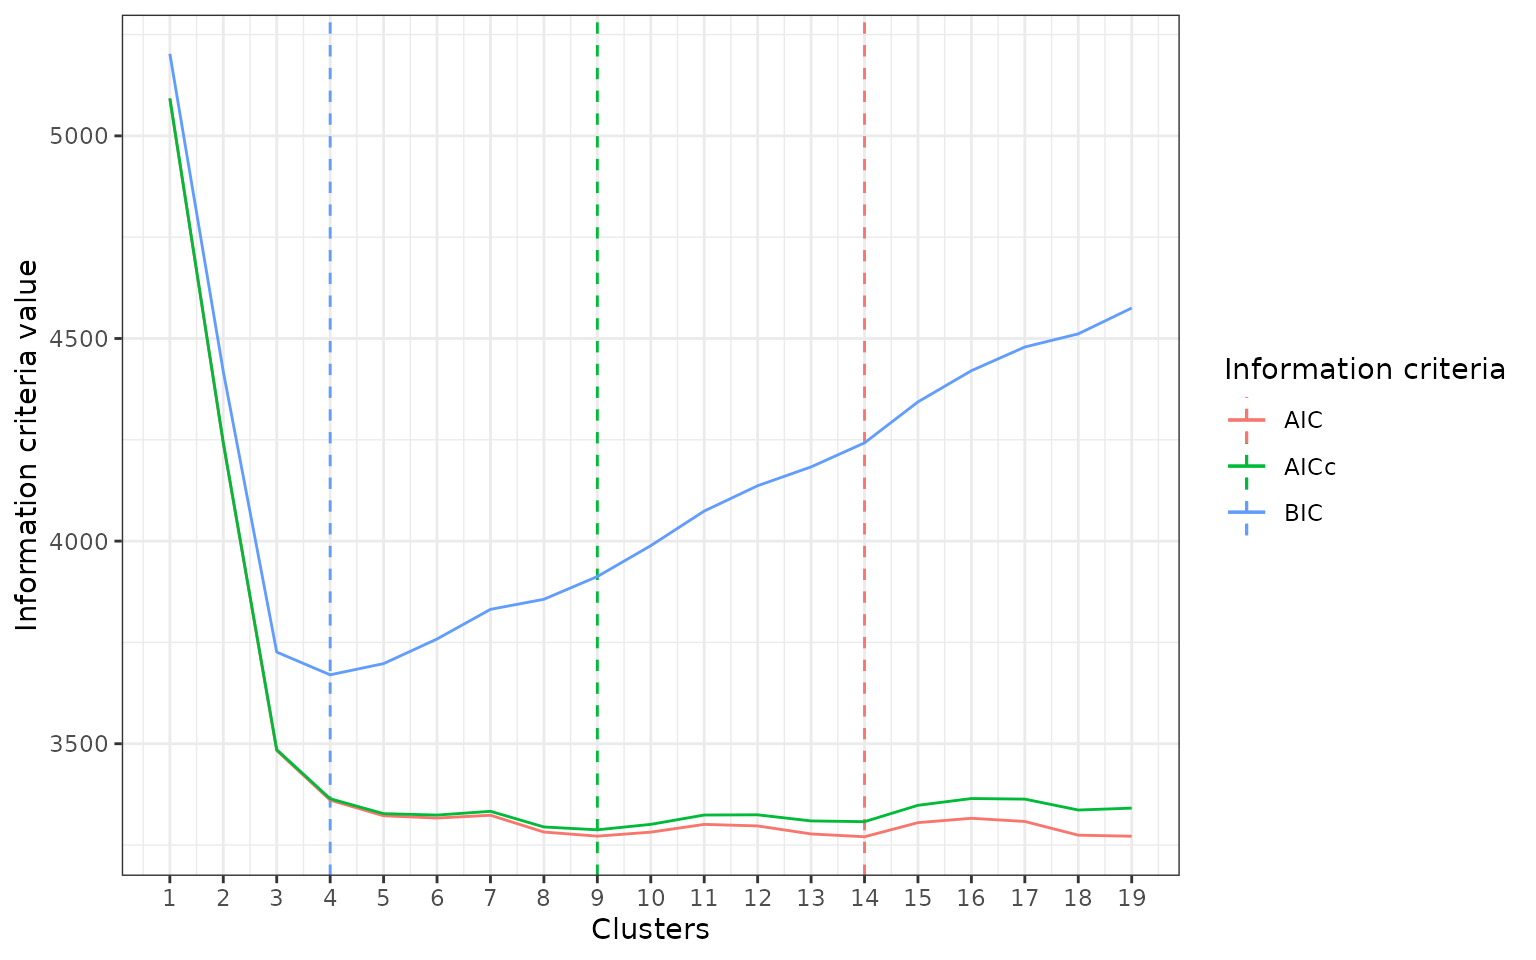 5000
4500
4000
3500
Information criteria value
1 2 3 4 5 6 7 8 9 10 11 12 13 14 15 16 17 18 19
Clusters
Information criteria
AIC
AICc
BIC